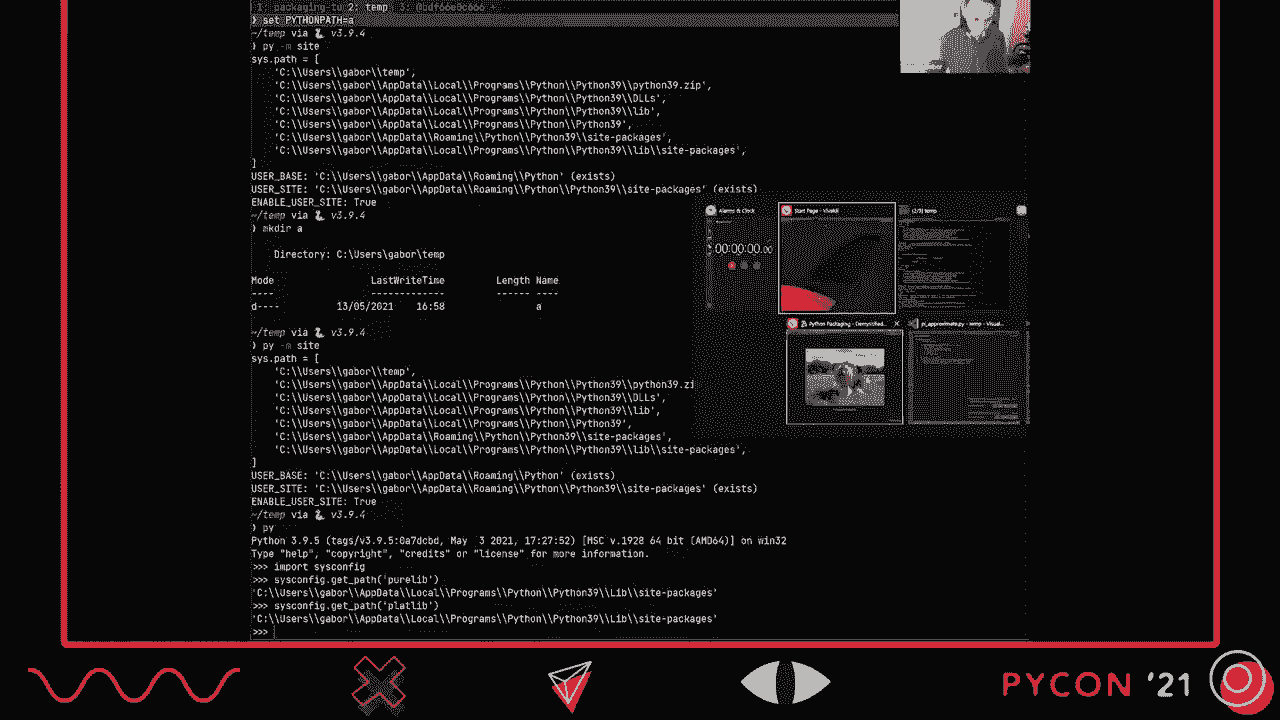 1: packaging-tu 2: temp 3:
❯ set PYTHONPATH=a
~/temp via 🐍 v3.9.4
❯ py -m site
sys.path = [
    'C:\\Users\\gabor\\temp',
    'C:\\Users\\gabor\\AppData\\Local\\Programs\\Python\\Python39\\python39.zip',
    'C:\\Users\\gabor\\AppData\\Local\\Programs\\Python\\Python39\\DLLs',
    'C:\\Users\\gabor\\AppData\\Local\\Programs\\Python\\Python39\\lib',
    'C:\\Users\\gabor\\AppData\\Local\\Programs\\Python\\Python39',
    'C:\\Users\\gabor\\AppData\\Roaming\\Python\\Python39\\site-packages',
    'C:\\Users\\gabor\\AppData\\Local\\Programs\\Python\\Python39\\lib\\site-packages',
]
USER_BASE: 'C:\\Users\\gabor\\AppData\\Roaming\\Python' (exists)
USER_SITE: 'C:\\Users\\gabor\\AppData\\Roaming\\Python\\Python39\\site-packages' (exists)
ENABLE_USER_SITE: True
~/temp via 🐍 v3.9.4
❯ mkdir a
    Directory: C:\Users\gabor\temp
Mode                 LastWriteTime         Length Name
----                 -------------         ------ ----
d----          13/05/2021    16:58                a
~/temp via 🐍 v3.9.4
❯ py -m site
sys.path = [
    'C:\\Users\\gabor\\temp',
    'C:\\Users\\gabor\\AppData\\Local\\Programs\\Python\\Python39\\python39.zi
    'C:\\Users\\gabor\\AppData\\Local\\Programs\\Python\\Python39\\DLLs',
    'C:\\Users\\gabor\\AppData\\Local\\Programs\\Python\\Python39\\lib',
    'C:\\Users\\gabor\\AppData\\Local\\Programs\\Python\\Python39',
    'C:\\Users\\gabor\\AppData\\Roaming\\Python\\Python39\\site-packages',
    'C:\\Users\\gabor\\AppData\\Local\\Programs\\Python\\Python39\\lib\\site-packages',
]
USER_BASE: 'C:\\Users\\gabor\\AppData\\Roaming\\Python' (exists)
USER_SITE: 'C:\\Users\\gabor\\AppData\\Roaming\\Python\\Python39\\site-packages' (exists)
ENABLE_USER_SITE: True
~/temp via 🐍 v3.9.4
❯ py
Python 3.9.5 (tags/v3.9.5:0a7dcbd, May  3 2021, 17:27:52) [MSC v.1928 64 bit (AMD64)] on win32
Type "help", "copyright", "credits" or "license" for more information.
>>> import sysconfig
>>> sysconfig.get_path('purelib')
'C:\\Users\\gabor\\AppData\\Local\\Programs\\Python\\Python39\\Lib\\site-packages'
>>> sysconfig.get_path('platlib')
'C:\\Users\\gabor\\AppData\\Local\\Programs\\Python\\Python39\\Lib\\site-packages'
>>>
Alarms & Clock
00:00:00.00
Start Page - Vivaldi
(2/3) temp
Python Packaging - Demystified...
pi_approximate.py - temp - Visual...
PYCON '21